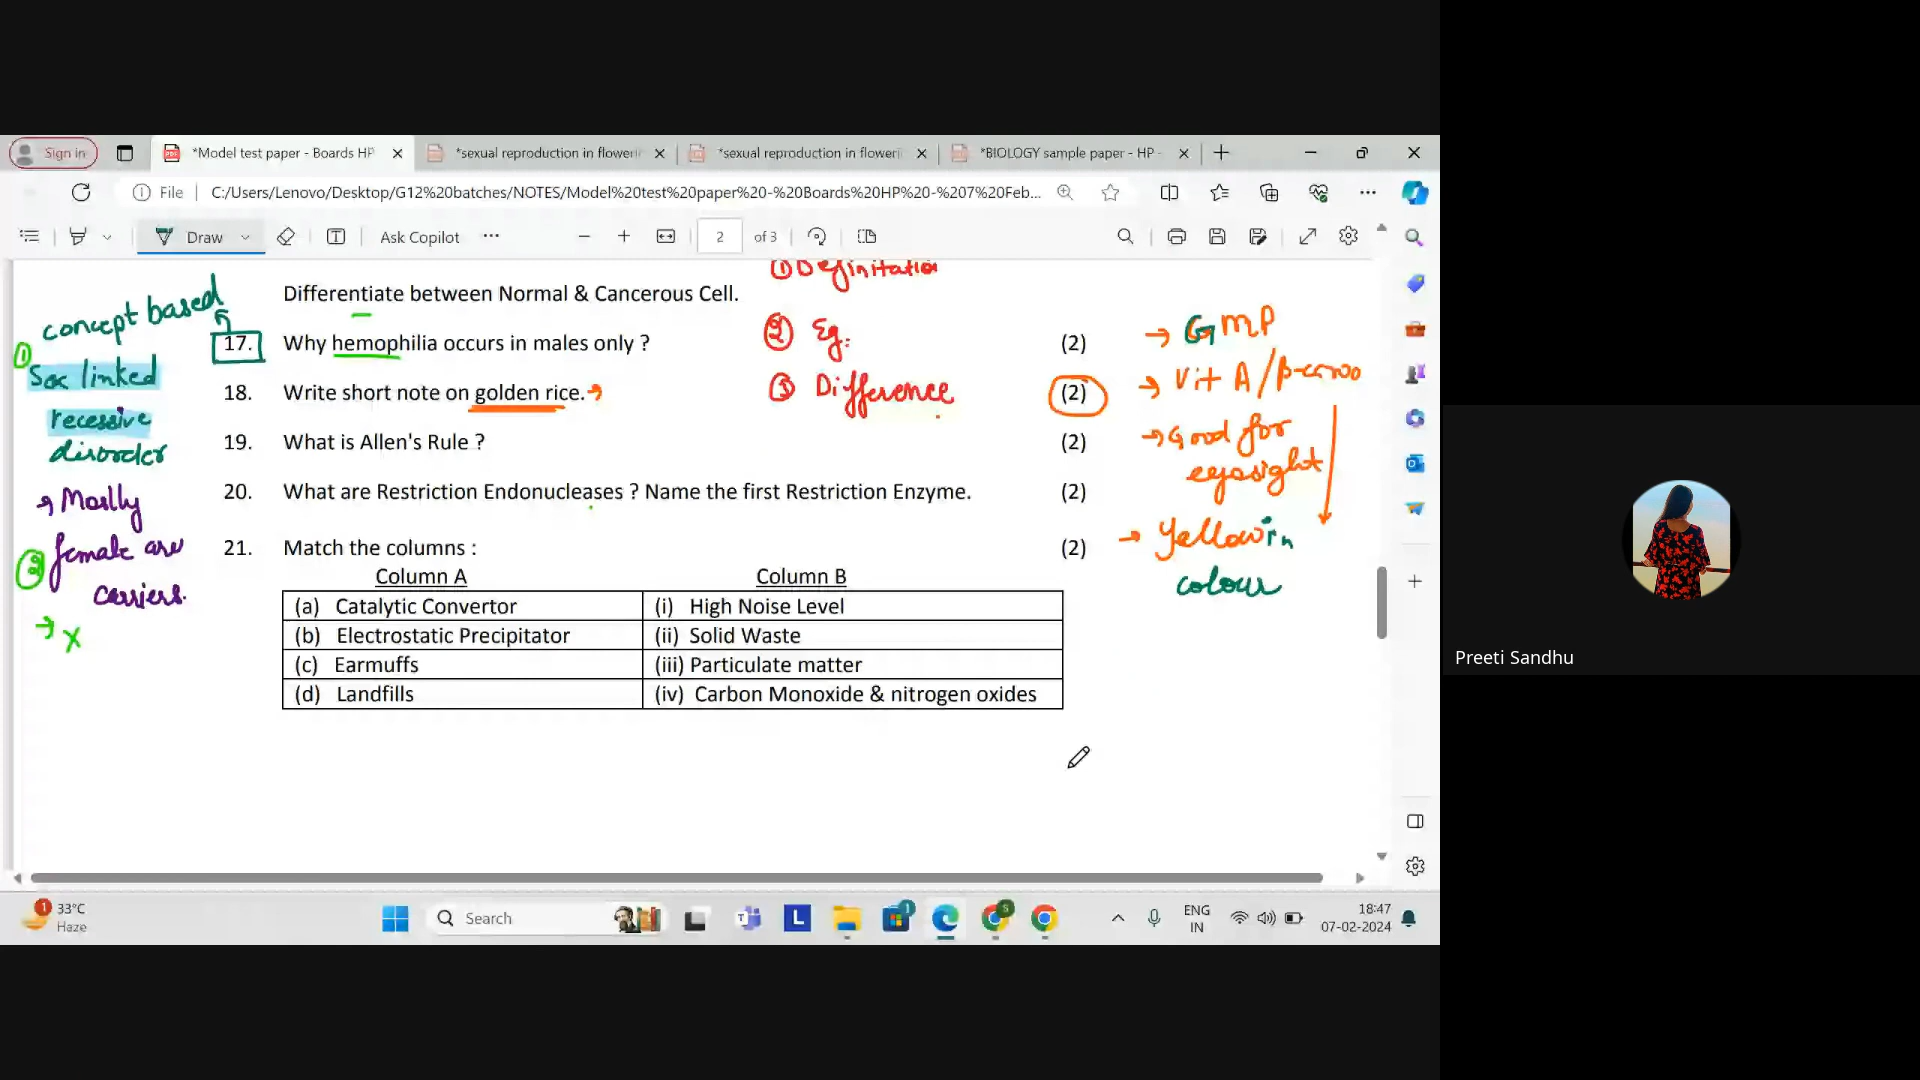 Sign in
*Model test paper - Boards HP
*sexual reproduction in floweri
*sexual reproduction in floweri
*BIOLOGY sample paper - HP -
File
C:/Users/Lenovo/Desktop/G12%20batches/NOTES/Model%20test%20paper%20-%20Boards%20HP%20-%207%20Feb...
Draw
Ask Copilot
2
of 3
Differentiate between Normal & Cancerous Cell.
17. Why hemophilia occurs in males only ? (2)
18. Write short note on golden rice. (2)
19. What is Allen's Rule ? (2)
20. What are Restriction Endonucleases ? Name the first Restriction Enzyme. (2)
21. Match the columns : (2)
Column A Column B
(a) Catalytic Convertor (i) High Noise Level
(b) Electrostatic Precipitator (ii) Solid Waste
(c) Earmuffs (iii) Particulate matter
(d) Landfills (iv) Carbon Monoxide & nitrogen oxides
concept based
① Sex linked
recessive
disorder
→ Mostly
② female are
carriers.
→ X
② Eg:
③ Difference
→ GMP
→ Vit A/
→ Good for
eyesight
→ Yellow in
colour
Preeti Sandhu
1
33°C
Haze
Search
L
1
S
ENG
IN
18:47
07-02-2024